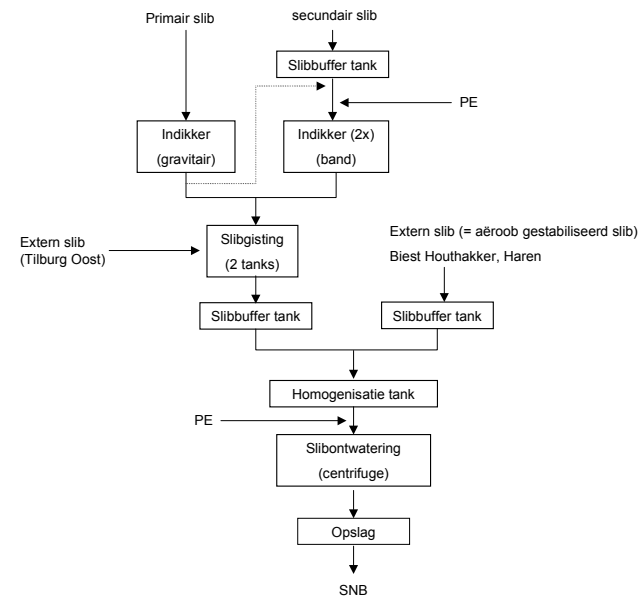 Primair slib
secundair slib
Slibbuffer tank
PE
Indikker
(gravitair)
Indikker (2x)
(band)
Extern slib
(Tilburg Oost)
Slibgisting
(2 tanks)
Extern slib (= aëroob gestabiliseerd slib)
Biest Houthakker, Haren
Slibbuffer tank
Slibbuffer tank
Homogenisatie tank
PE
Slibontwatering
(centrifuge)
Opslag
SNB